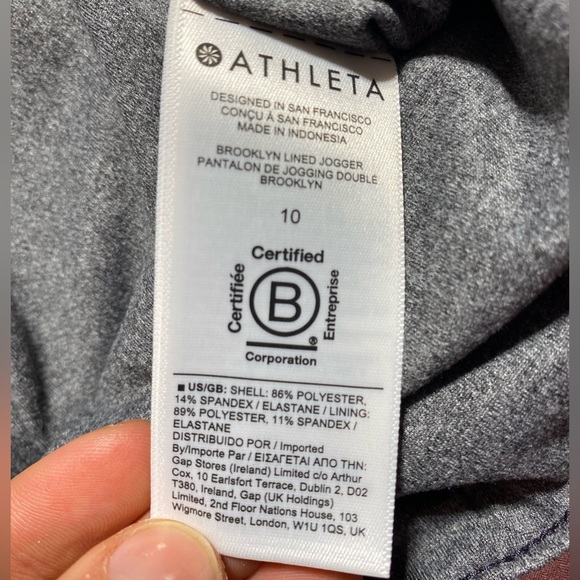 ATHLETA
DESIGNED IN SAN FRANCISCO
CONÇU À SAN FRANCISCO
MADE IN INDONESIA
BROOKLYN LINED JOGGER
PANTALON DE JOGGING DOUBLÉ
BROOKLYN
10
Certified
Certifiée
B
Entreprise
®
Corporation
■ US/GB: SHELL: 86% POLYESTER,
14% SPANDEX / ELASTANE / LINING:
89% POLYESTER, 11% SPANDEX /
ELASTANE
DISTRIBUIDO POR / Imported
By/Importe Par / ΕΙΣΑΓΕΤΑΙ ΑΠΟ ΤΗΝ:
Gap Stores (Ireland) Limited c/o Arthur
Cox, 10 Earlsfort Terrace, Dublin 2, D02
T380, Ireland, Gap (UK Holdings)
Limited, 2nd Floor Nations House, 103
Wigmore Street, London, W1U 1QS, UK